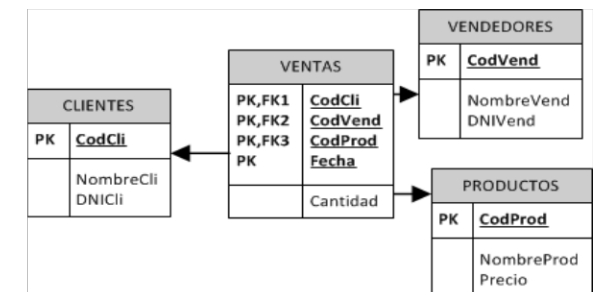 CLIENTES
PK CodCli
NombreCli
DNICli
VENTAS
PK,FK1 CodCli
PK,FK2 CodVend
PK,FK3 CodProd
PK Fecha
Cantidad
VENDEDORES
PK CodVend
NombreVend
DNIVend
PRODUCTOS
PK CodProd
NombreProd
Precio